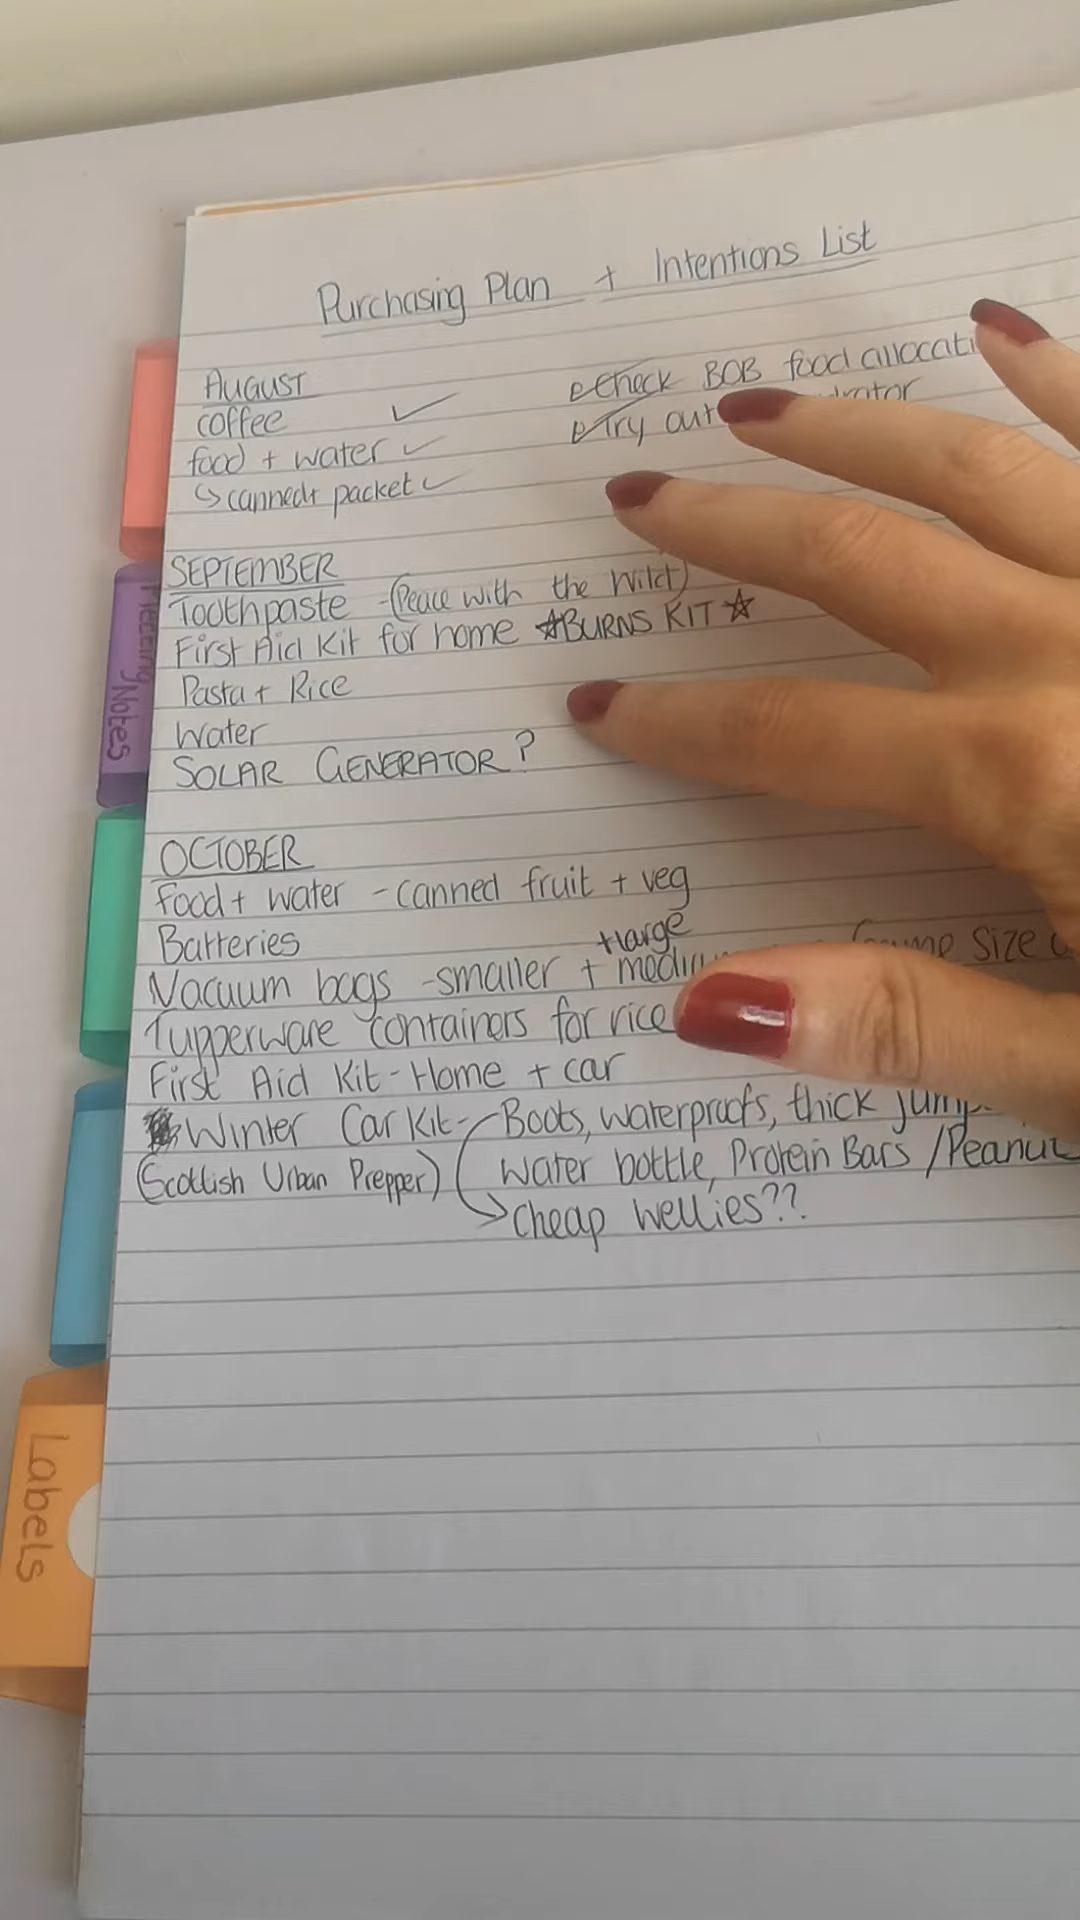 Purchasing Plan + Intentions List
AUGUST
coffee
food + water
canned + packet
Check BOB food
Try out
SEPTEMBER
Toothpaste - (Peace with the Wild)
First Aid Kit for home ☆BURNS KIT☆
Pasta + Rice
Water
SOLAR GENERATOR?
OCTOBER
Food + water - canned fruit + veg
Batteries
+large
Vacuum bags - smaller + size
Tupperware containers for rice
First Aid Kit - Home + car
Winter Car Kit - Boots, waterproofs, thick
(Scottish Urban Prepper) water bottle, Protein Bars / Peanut
→ cheap wellies??
Meeting
Notes
Labels